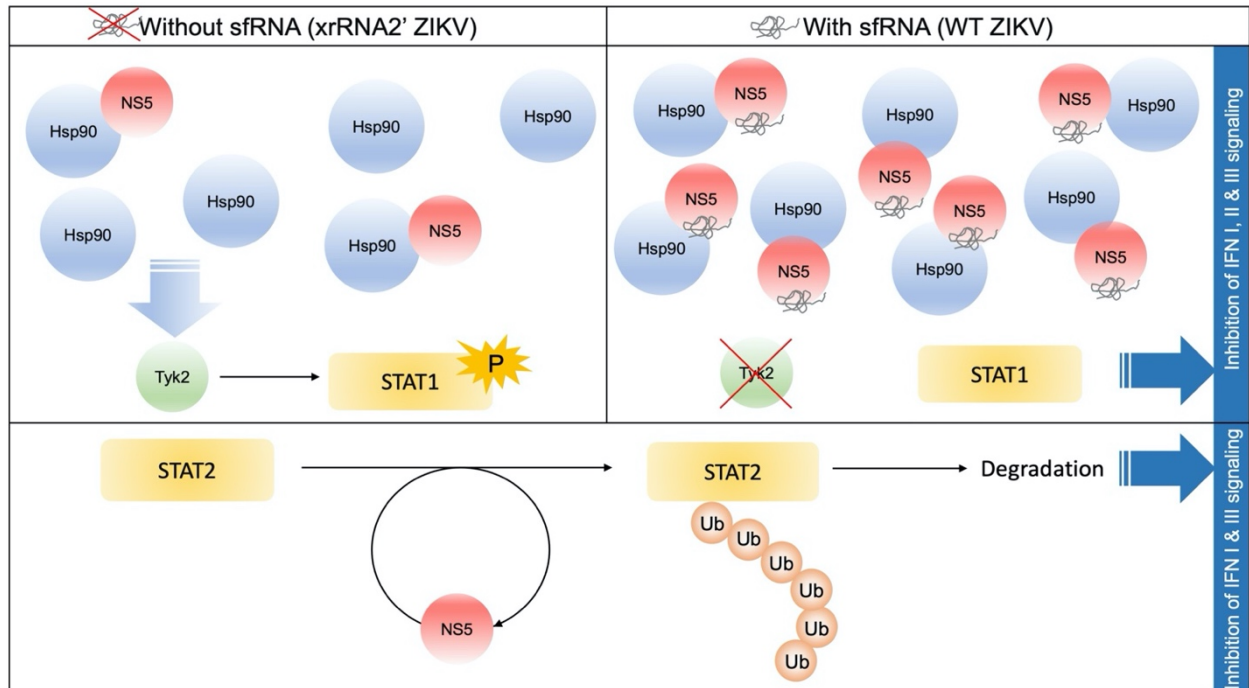 Without sfRNA (xrRNA2’ ZIKV)
With sfRNA (WT ZIKV)
Hsp90
NS5
Hsp90
Hsp90
Hsp90
Hsp90
Hsp90
NS5
Hsp90
NS5
Hsp90
NS5
Hsp90
NS5
Hsp90
NS5
Hsp90
NS5
NS5
Hsp90
Hsp90
NS5
Tyk2
STAT1
P
Tyk2
STAT1
Inhibition of IFN I, II & III signaling
STAT2
NS5
STAT2
Ub
Ub
Ub
Ub
Ub
Ub
Degradation
Inhibition of IFN I & III signaling